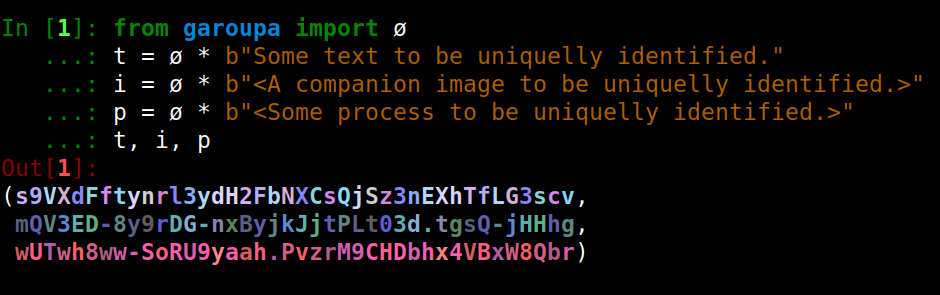 In [1]: from garoupa import ø
...: t = ø * b"Some text to be uniquelly identified."
...: i = ø * b"<A companion image to be uniquelly identified.>"
...: p = ø * b"<Some process to be uniquelly identified.>"
...: t, i, p
Out[1]:
(s9VXdFftynrl3ydH2FbNXCsQjSz3nEXhTfLG3scv,
mQV3ED-8y9rDG-nxByjkJjtPLt03d.tgsQ-jHHhg,
wUTwh8ww-SoRU9yaah.PvzrM9CHDbhx4VBxW8Qbr)